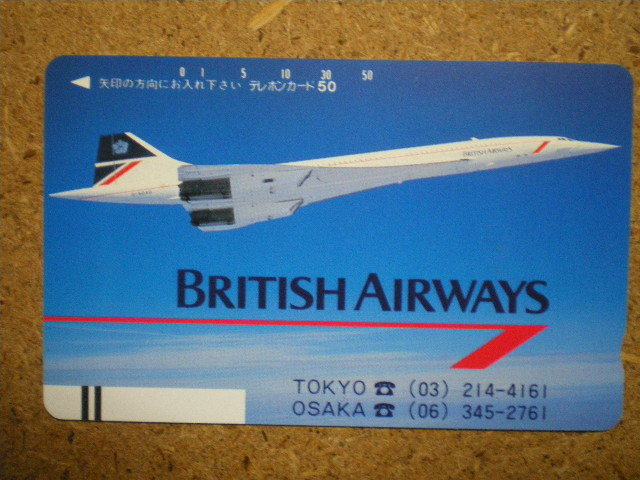 0 1 5 10 30 50
矢印の方向にお入れ下さい テレホンカード50
BRITISH AIRWAYS
BRITISH AIRWAYS
TOKYO ☎ (03) 214-4161
OSAKA ☎ (06) 345-2761